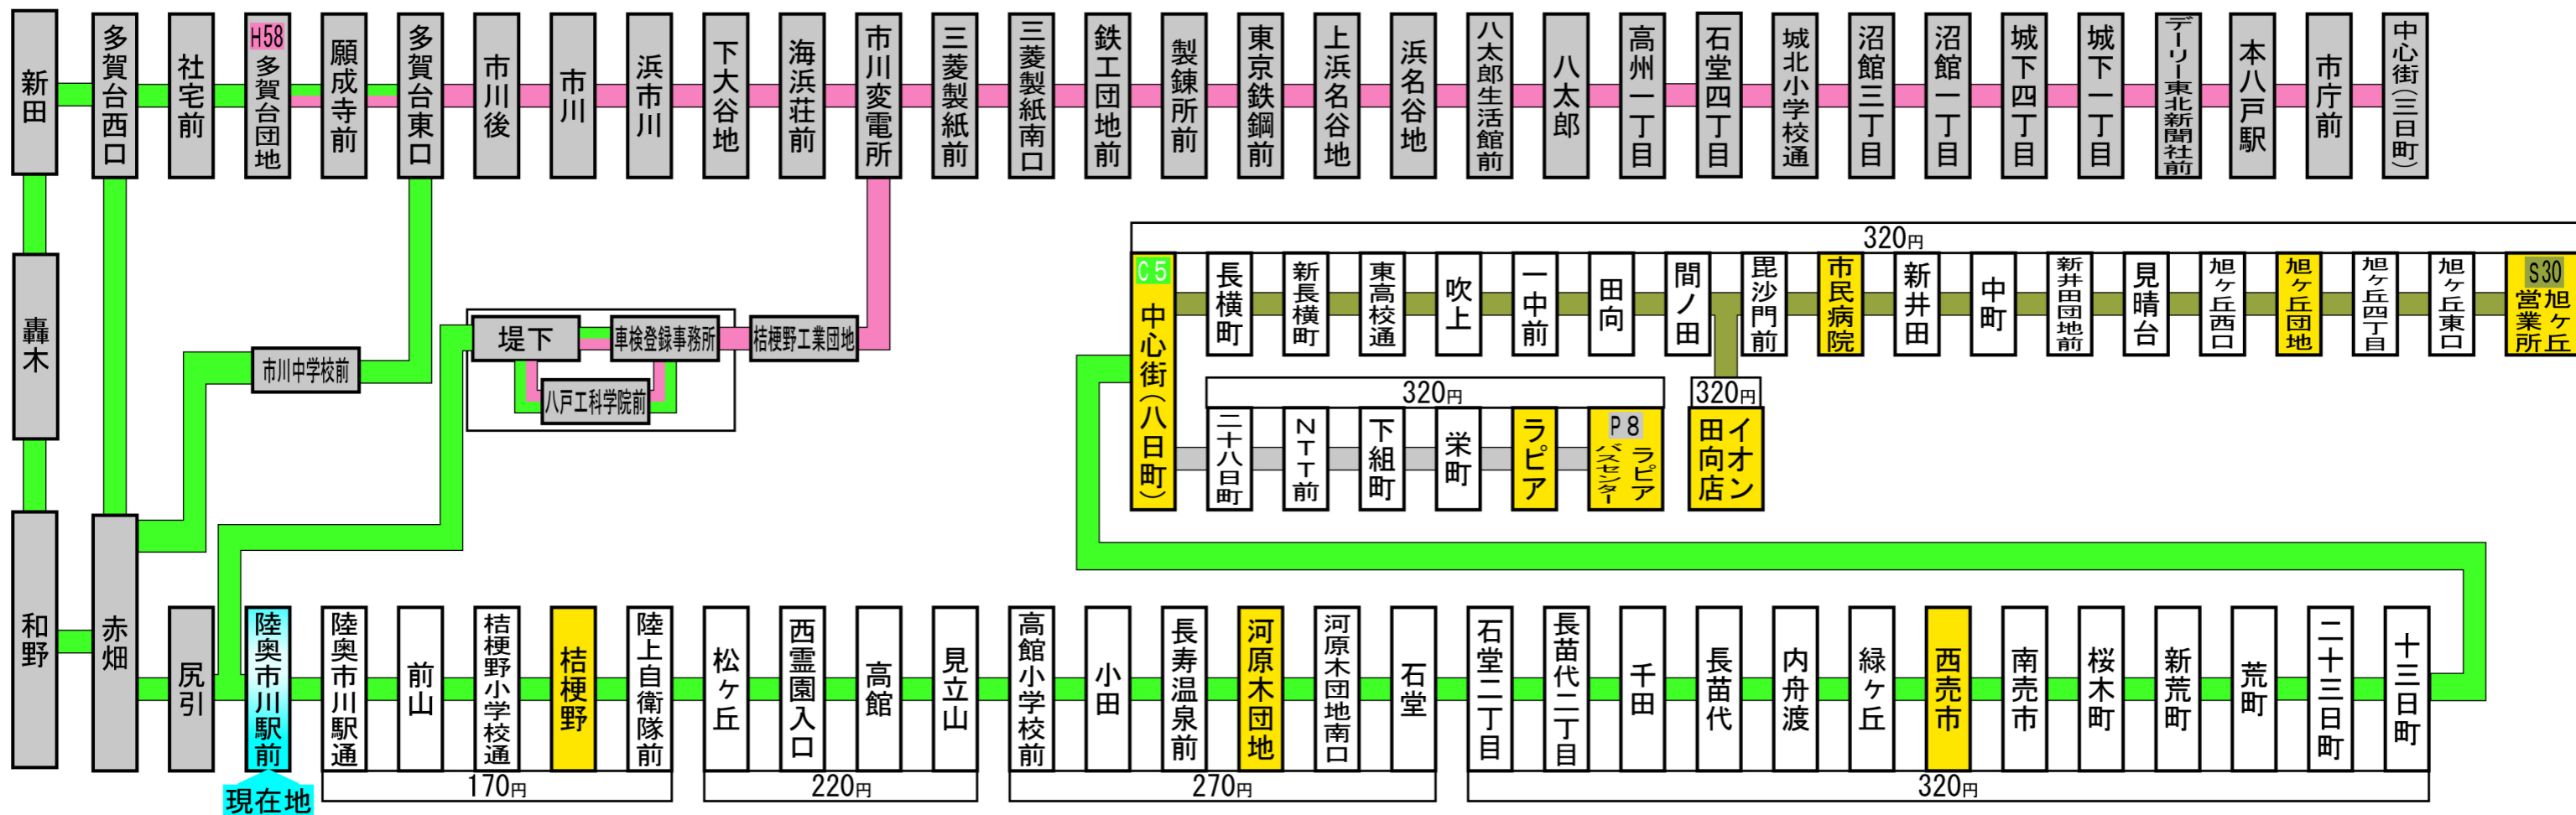 新田
多賀台西口
社宅前
H58
多賀台団地
願成寺前
多賀台東口
市川後
市川
浜市川
下大谷地
海浜荘前
市川変電所
三菱製紙前
三菱製紙南口
鉄工団地前
製錬所前
東京鉄鋼前
上浜名谷地
浜名谷地
八太郎生活館前
八太郎
高州一丁目
石堂四丁目
城北小学校通
沼館三丁目
沼館一丁目
城下四丁目
城下一丁目
デーリー東北新聞社前
本八戸駅
市庁前
中心街(三日町)
轟木
市川中学校前
堤下
車検登録事務所
桔梗野工業団地
八戸工科学院前
320円
C5
中心街(八日町)
長横町
新長横町
東高校通
吹上
一中前
田向
間ノ田
毘沙門前
市民病院
新井田
中町
新井田団地前
見晴台
旭ヶ丘西口
旭ヶ丘団地
旭ヶ丘四丁目
旭ヶ丘東口
S30
旭ヶ丘
営業所
320円
二十八日町
NTT前
下組町
栄町
ラピア
P8
ラピア
バスセンター
320円
イオン
田向店
和野
赤畑
尻引
陸奥市川駅前
陸奥市川駅通
前山
桔梗野小学校通
桔梗野
陸上自衛隊前
松ヶ丘
西霊園入口
高館
見立山
高館小学校前
小田
長寿温泉前
河原木団地
河原木団地南口
石堂
石堂二丁目
長苗代二丁目
千田
長苗代
内舟渡
緑ヶ丘
西売市
南売市
桜木町
新荒町
荒町
二十三日町
十三日町
現在地
170円
220円
270円
320円